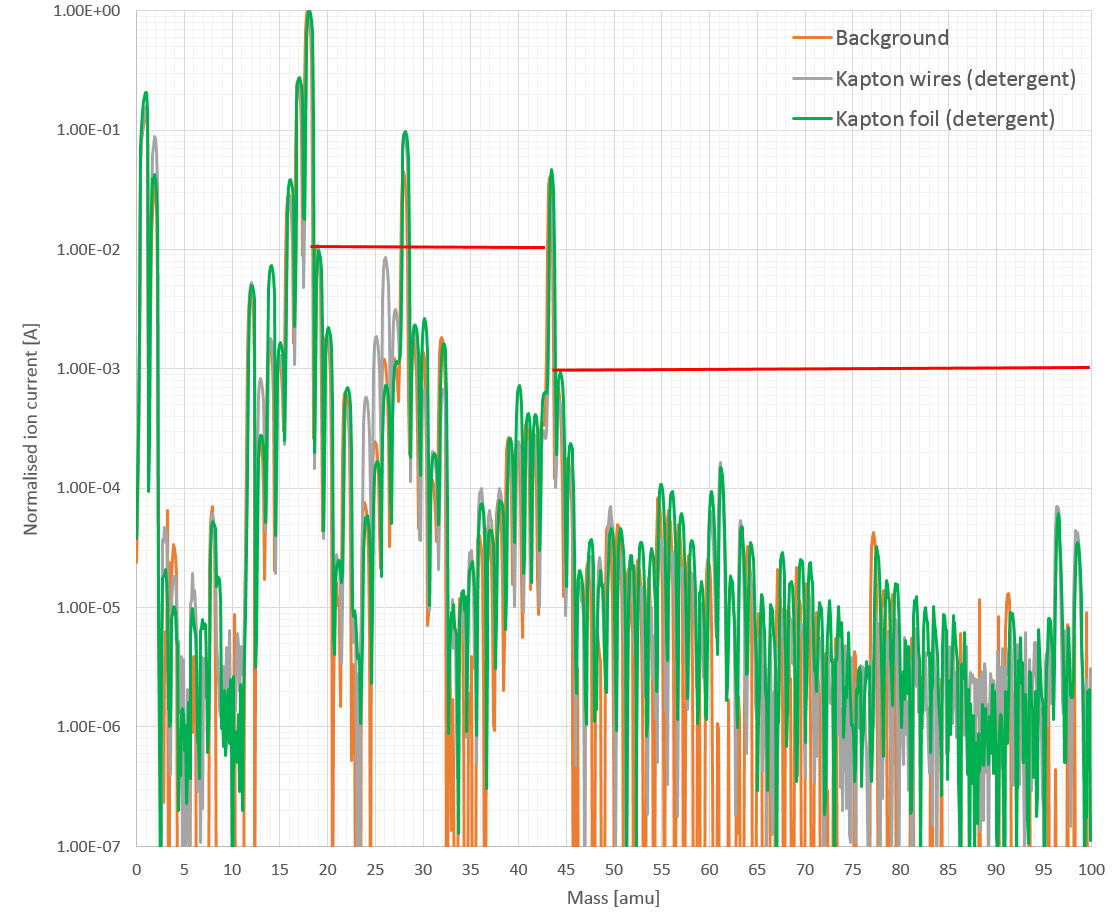 1.00E+00
1.00E-01
1.00E-02
1.00E-03
1.00E-04
1.00E-05
1.00E-06
1.00E-07
Normalised ion current [A]
Background
Kapton wires (detergent)
Kapton foil (detergent)
0 5 10 15 20 25 30 35 40 45 50 55 60 65 70 75 80 85 90 95 100
Mass [amu]